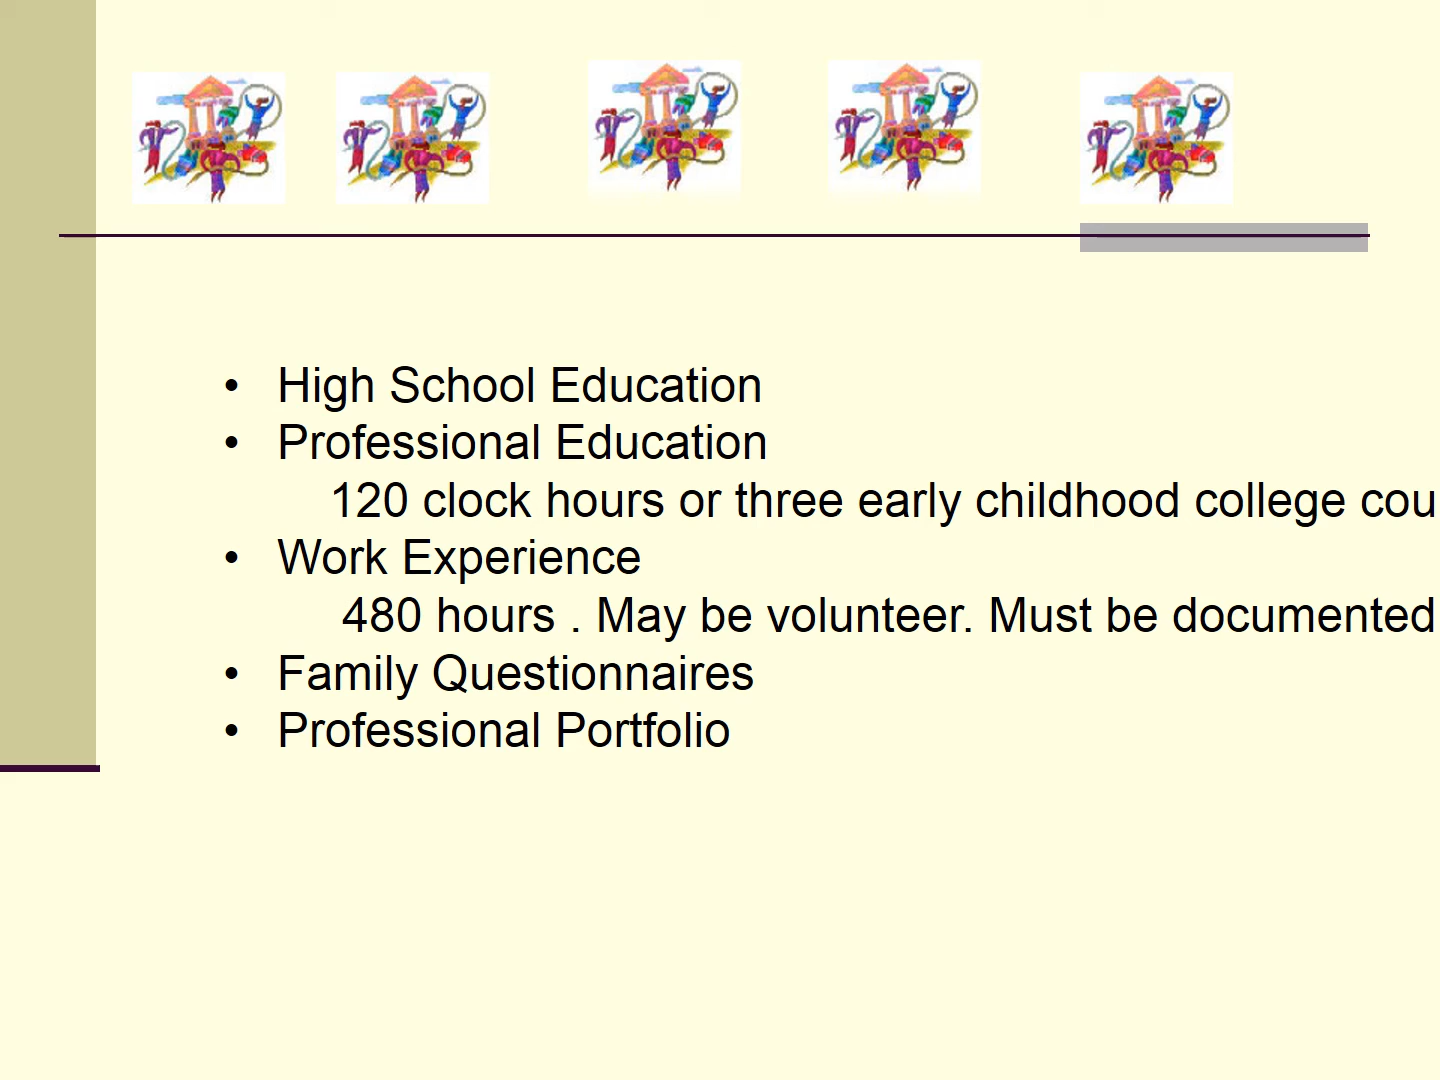 • High School Education
• Professional Education
120 clock hours or three early childhood college cou
• Work Experience
480 hours . May be volunteer. Must be documented
• Family Questionnaires
• Professional Portfolio